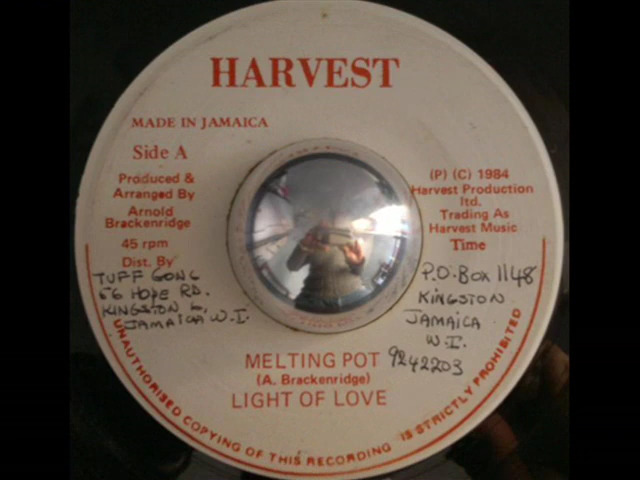 HARVEST
MADE IN JAMAICA
Side A
Produced &
Arranged By
Arnold
Brackenridge
45 rpm
Dist. By
TUFF GONG
56 HOPE RD.
KINGSTON 6,
JAMAICA W.I.
(P) (C) 1984
Harvest Production
ltd.
Trading As
Harvest Music
Time
P.O. BOX 1148
KINGSTON
JAMAICA
W.I.
9242203
MELTING POT
(A. Brackenridge)
LIGHT OF LOVE
UNAUTHORISED COPYING OF THIS RECORDING IS STRICTLY PROHIBITED